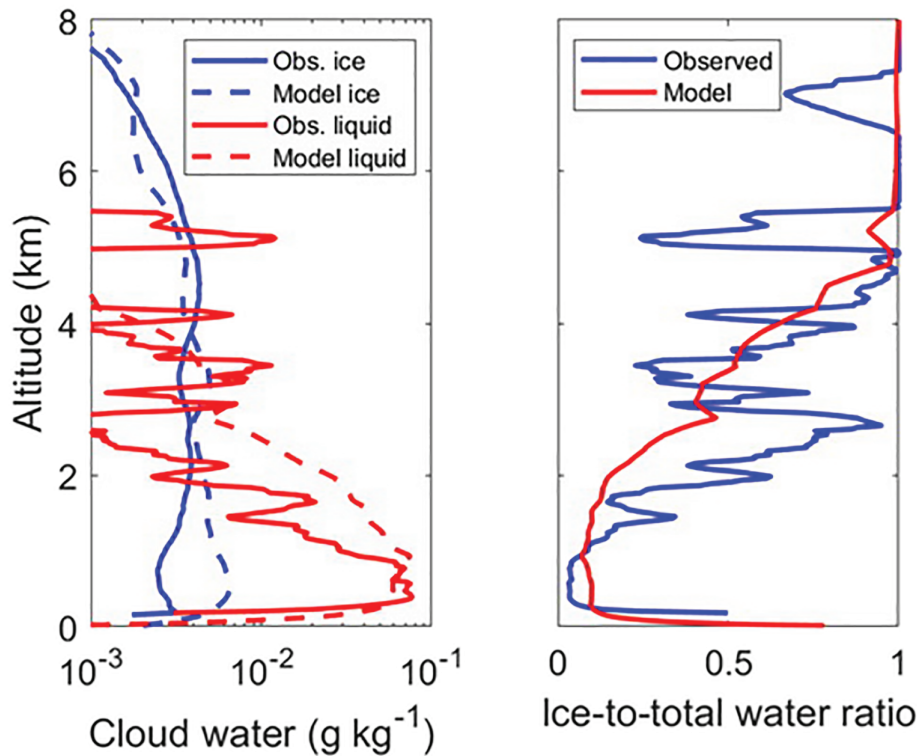 8
6
4
2
0
Altitude (km)
Obs. ice
Model ice
Obs. liquid
Model liquid
10-3
10-2
10-1
Cloud water (g kg-1)
Observed
Model
0
0.5
1
Ice-to-total water ratio